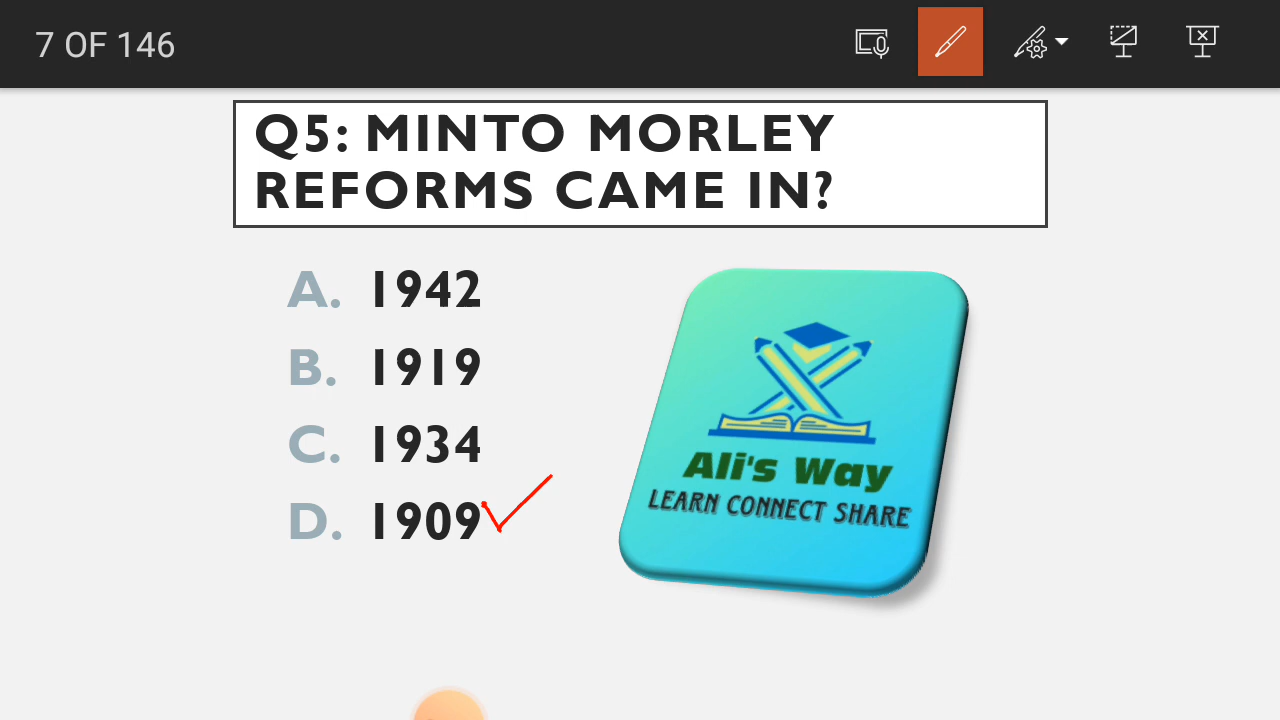 7 OF 146
Q5: MINTO MORLEY
REFORMS CAME IN?
A. 1942
B. 1919
C. 1934
D. 1909
Ali's Way
LEARN CONNECT SHARE